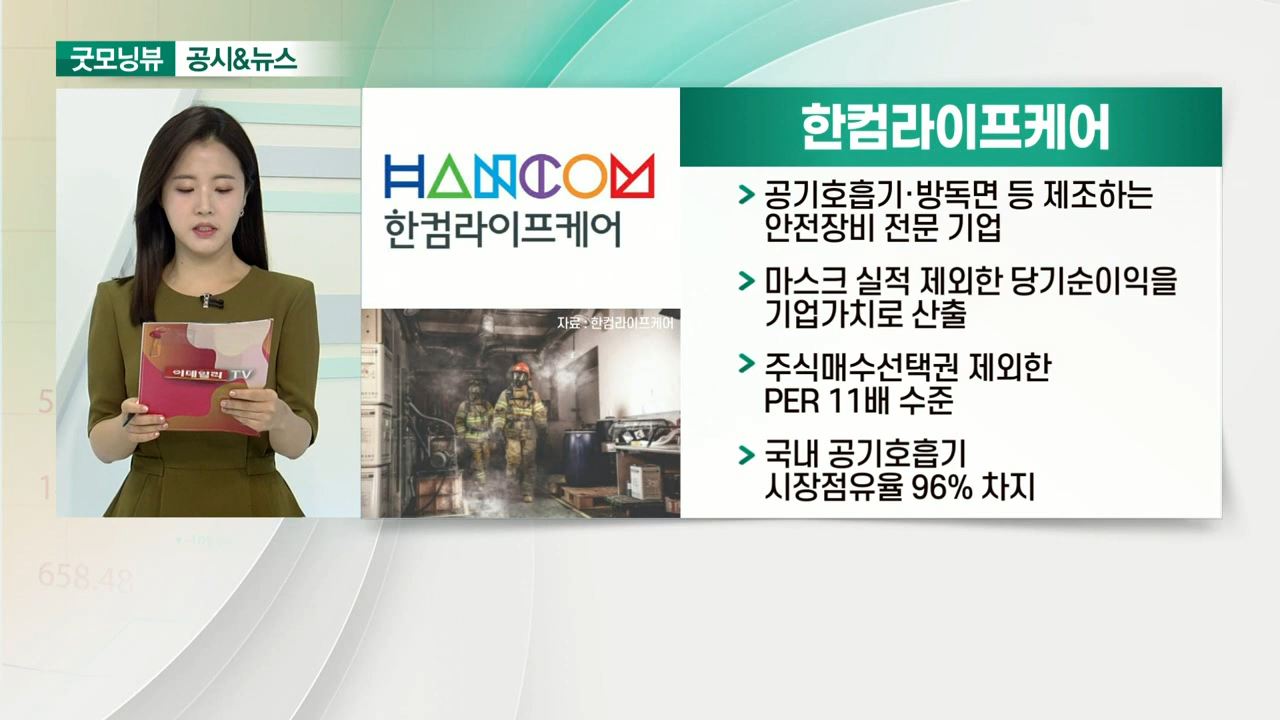 굿모닝뷰 공시&뉴스
HANCOM
한컴라이프케어
자료 : 한컴라이프케어
이데일리 TV
한컴라이프케어
공기호흡기·방독면 등 제조하는
안전장비 전문 기업
마스크 실적 제외한 당기순이익을
기업가치로 산출
주식매수선택권 제외한
PER 11배 수준
국내 공기호흡기
시장점유율 96% 차지
658.48